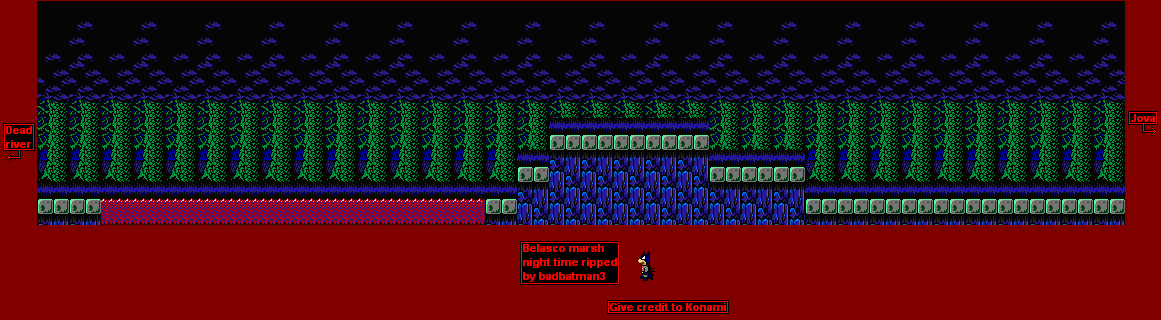 Dead
river
Jova
Belasco marsh
night time ripped
by badbatman3
Give credit to Konami